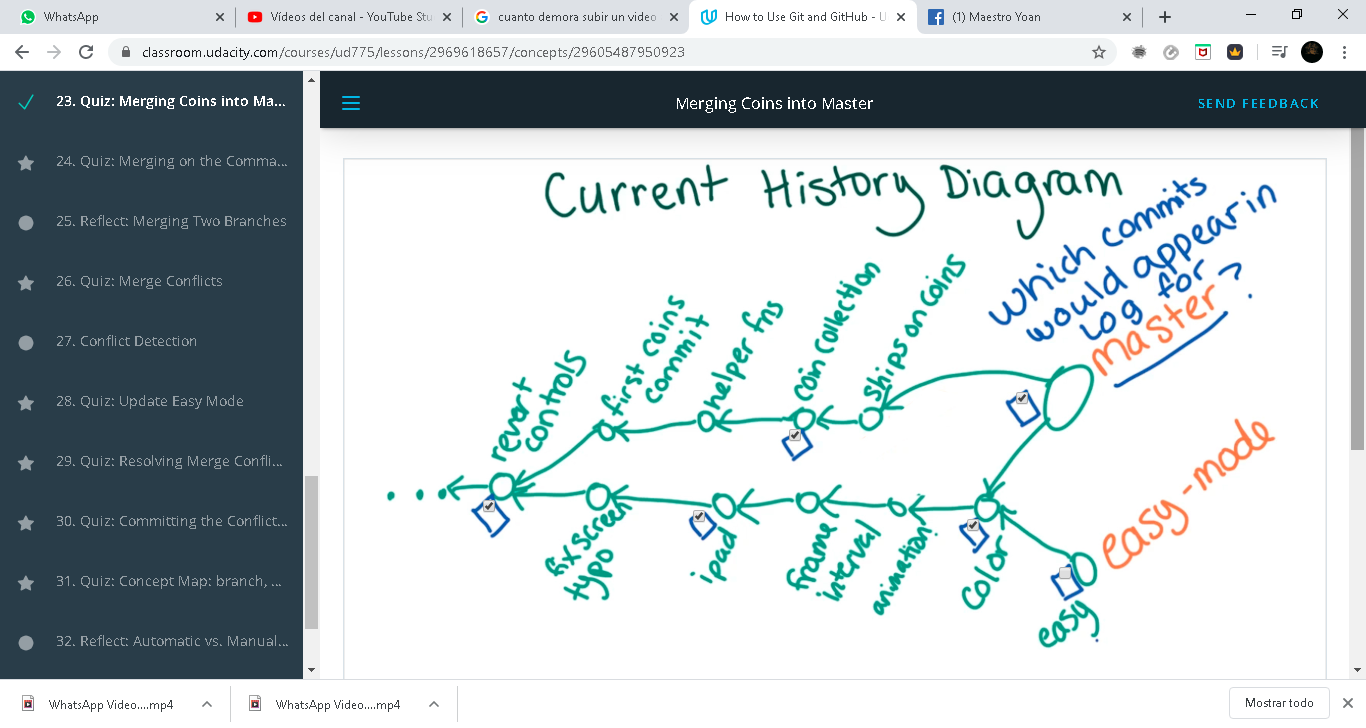 WhatsApp
Vídeos del canal - YouTube Stu
cuanto demora subir un video
How to Use Git and GitHub - U
(1) Maestro Yoan
classroom.udacity.com/courses/ud775/lessons/2969618657/concepts/29605487950923
23. Quiz: Merging Coins into Ma...
24. Quiz: Merging on the Comma...
25. Reflect: Merging Two Branches
26. Quiz: Merge Conflicts
27. Conflict Detection
28. Quiz: Update Easy Mode
29. Quiz: Resolving Merge Confli...
30. Quiz: Committing the Conflict...
31. Quiz: Concept Map: branch, ...
32. Reflect: Automatic vs. Manual...
Merging Coins into Master
SEND FEEDBACK
Current History Diagram
which commits
would appear in
log for
master?
revert
controls
first coins
commit
helper fns
coin collection
ships on coins
fix screen
typo
ipad
frame
interval
animation
color
easy
easy-mode
WhatsApp Video....mp4
WhatsApp Video....mp4
Mostrar todo